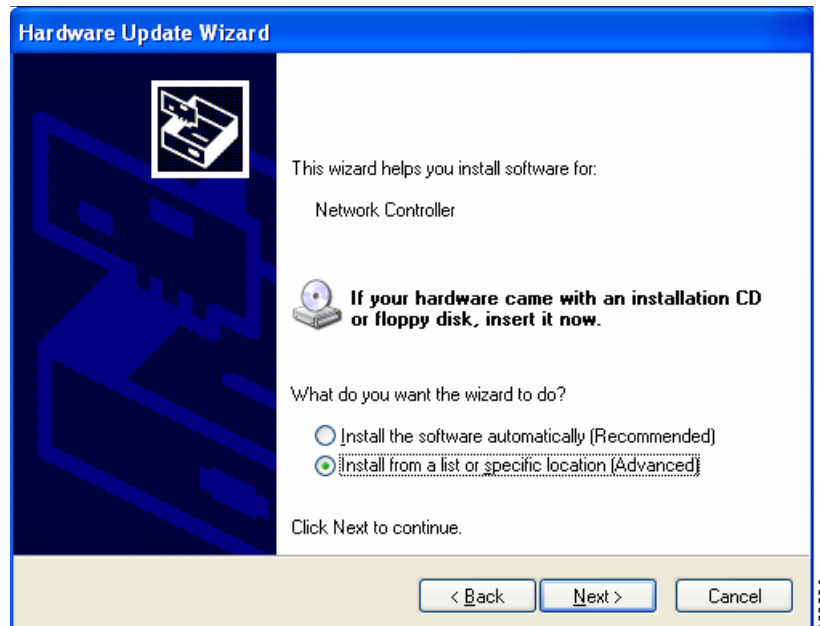 Hardware Update Wizard
This wizard helps you install software for:
Network Controller
If your hardware came with an installation CD
or floppy disk, insert it now.
What do you want the wizard to do?
Install the software automatically (Recommended)
Install from a list or specific location (Advanced)
Click Next to continue.
< Back
Next >
Cancel